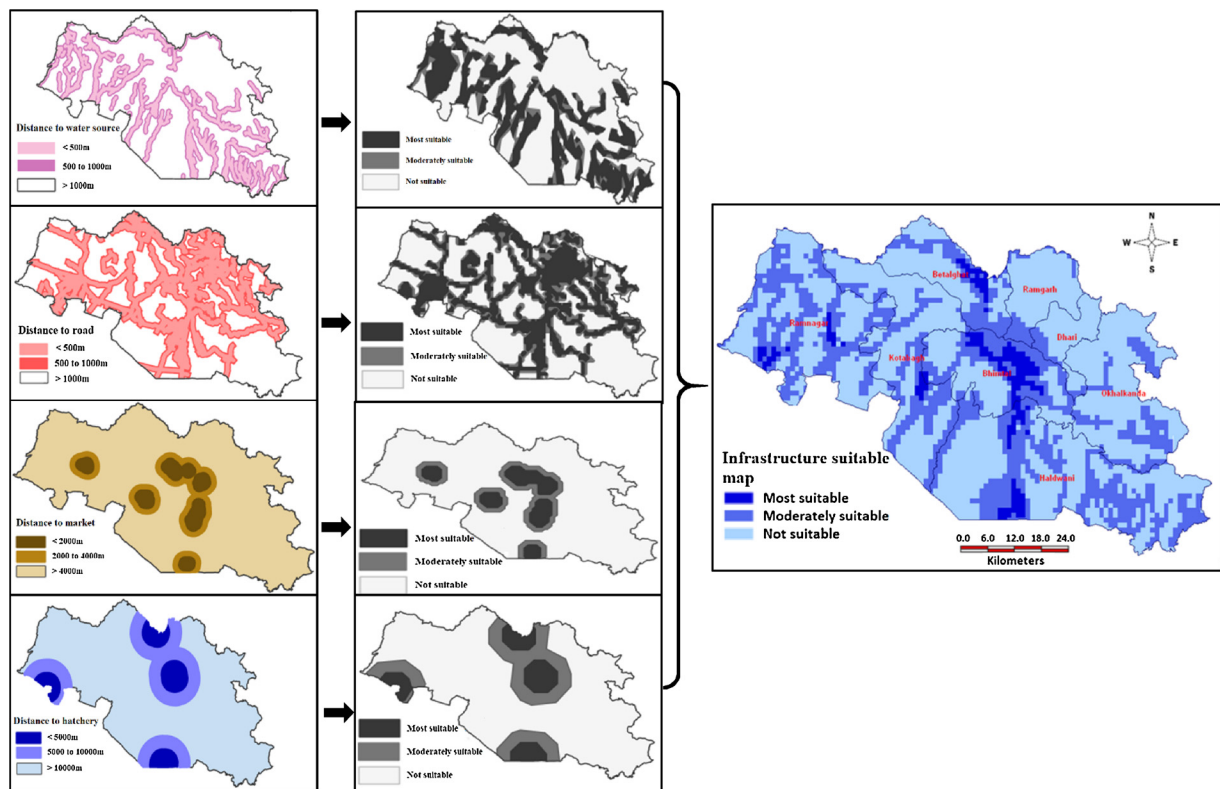 Distance to water source
< 500m
500 to 1000m
> 1000m
Most suitable
Moderately suitable
Not suitable
Distance to road
< 500m
500 to 1000m
> 1000m
Most suitable
Moderately suitable
Not suitable
Distance to market
< 2000m
2000 to 4000m
> 4000m
Most suitable
Moderately suitable
Not suitable
Distance to hatchery
< 5000m
5000 to 10000m
> 10000m
Most suitable
Moderately suitable
Not suitable
N
W E
S
Betalghat
Ramgarh
Ramnagar
Dhari
Kotabagh
Bhimtal
Okhalkanda
Haldwani
Infrastructure suitable
map
Most suitable
Moderately suitable
Not suitable
0.0 6.0 12.0 18.0 24.0
Kilometers